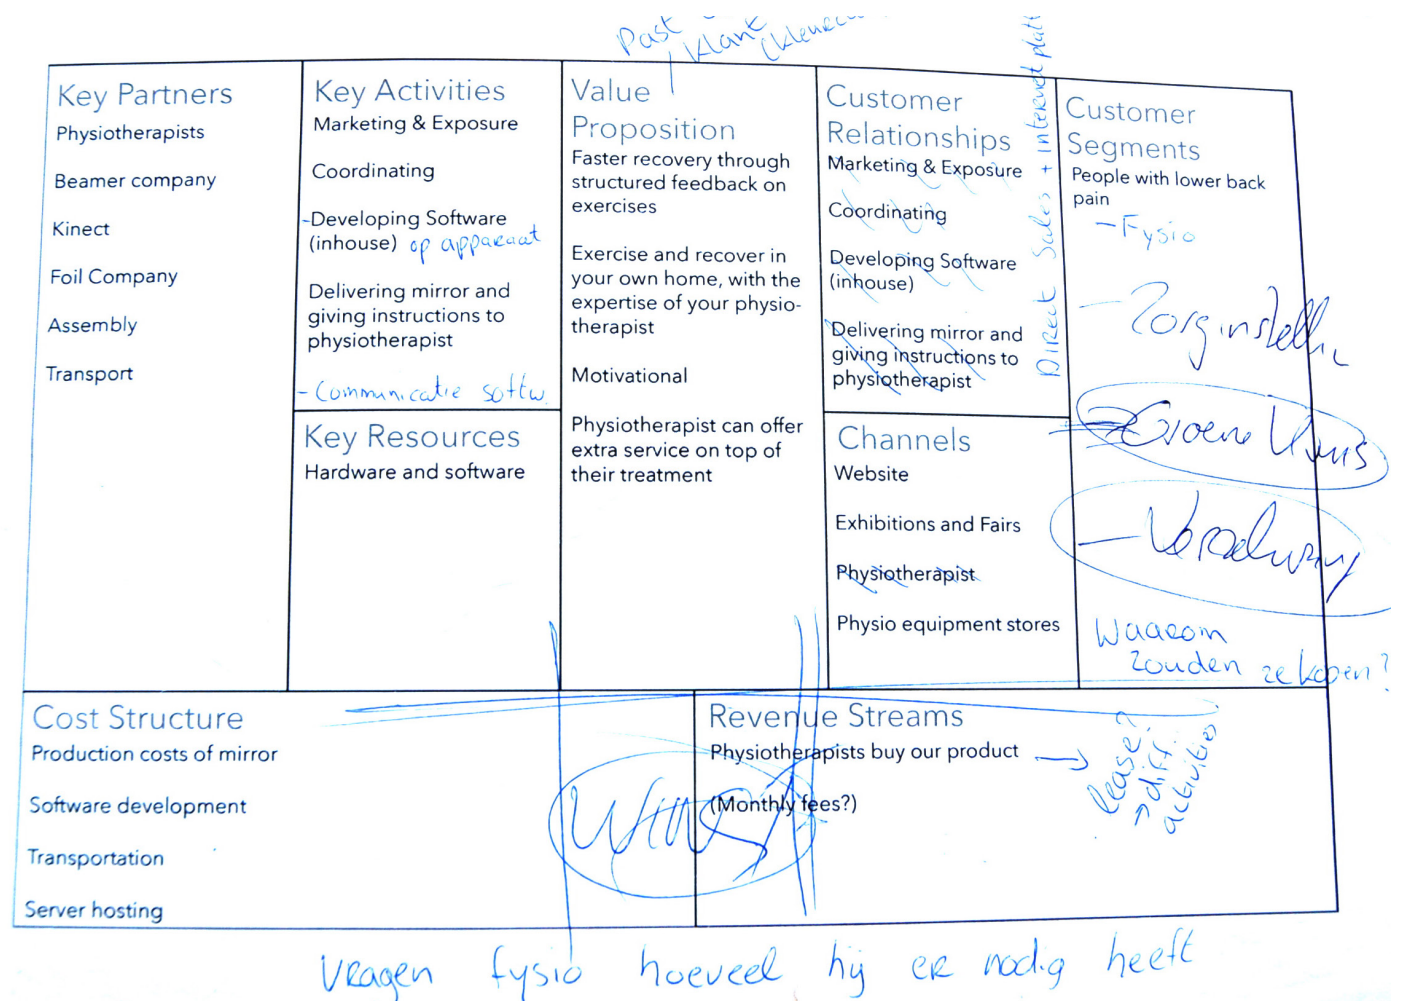 Past
klant
Key Partners
Physiotherapists
Beamer company
Kinect
Foil Company
Assembly
Transport
Key Activities
Marketing & Exposure
Coordinating
-Developing Software
(inhouse) op apparaat
Delivering mirror and
giving instructions to
physiotherapist
- Communicatie softw.
Key Resources
Hardware and software
Value
Proposition
Faster recovery through
structured feedback on
exercises
Exercise and recover in
your own home, with the
expertise of your physio-
therapist
Motivational
Physiotherapist can offer
extra service on top of
their treatment
Customer
Relationships
Marketing & Exposure
Coordinating
Developing Software
(inhouse)
Delivering mirror and
giving instructions to
physiotherapist
Direct Sales + internet
Channels
Website
Exhibitions and Fairs
Physiotherapist
Physio equipment stores
Customer
Segments
People with lower back
pain
- Fysio
Waarom
zouden ze kopen?
Cost Structure
Production costs of mirror
Software development
Transportation
Server hosting
Revenue Streams
Physiotherapists buy our product
(Monthly fees?)
lease?
→ diff.
activities
vragen fysio hoeveel hij er nodig heeft